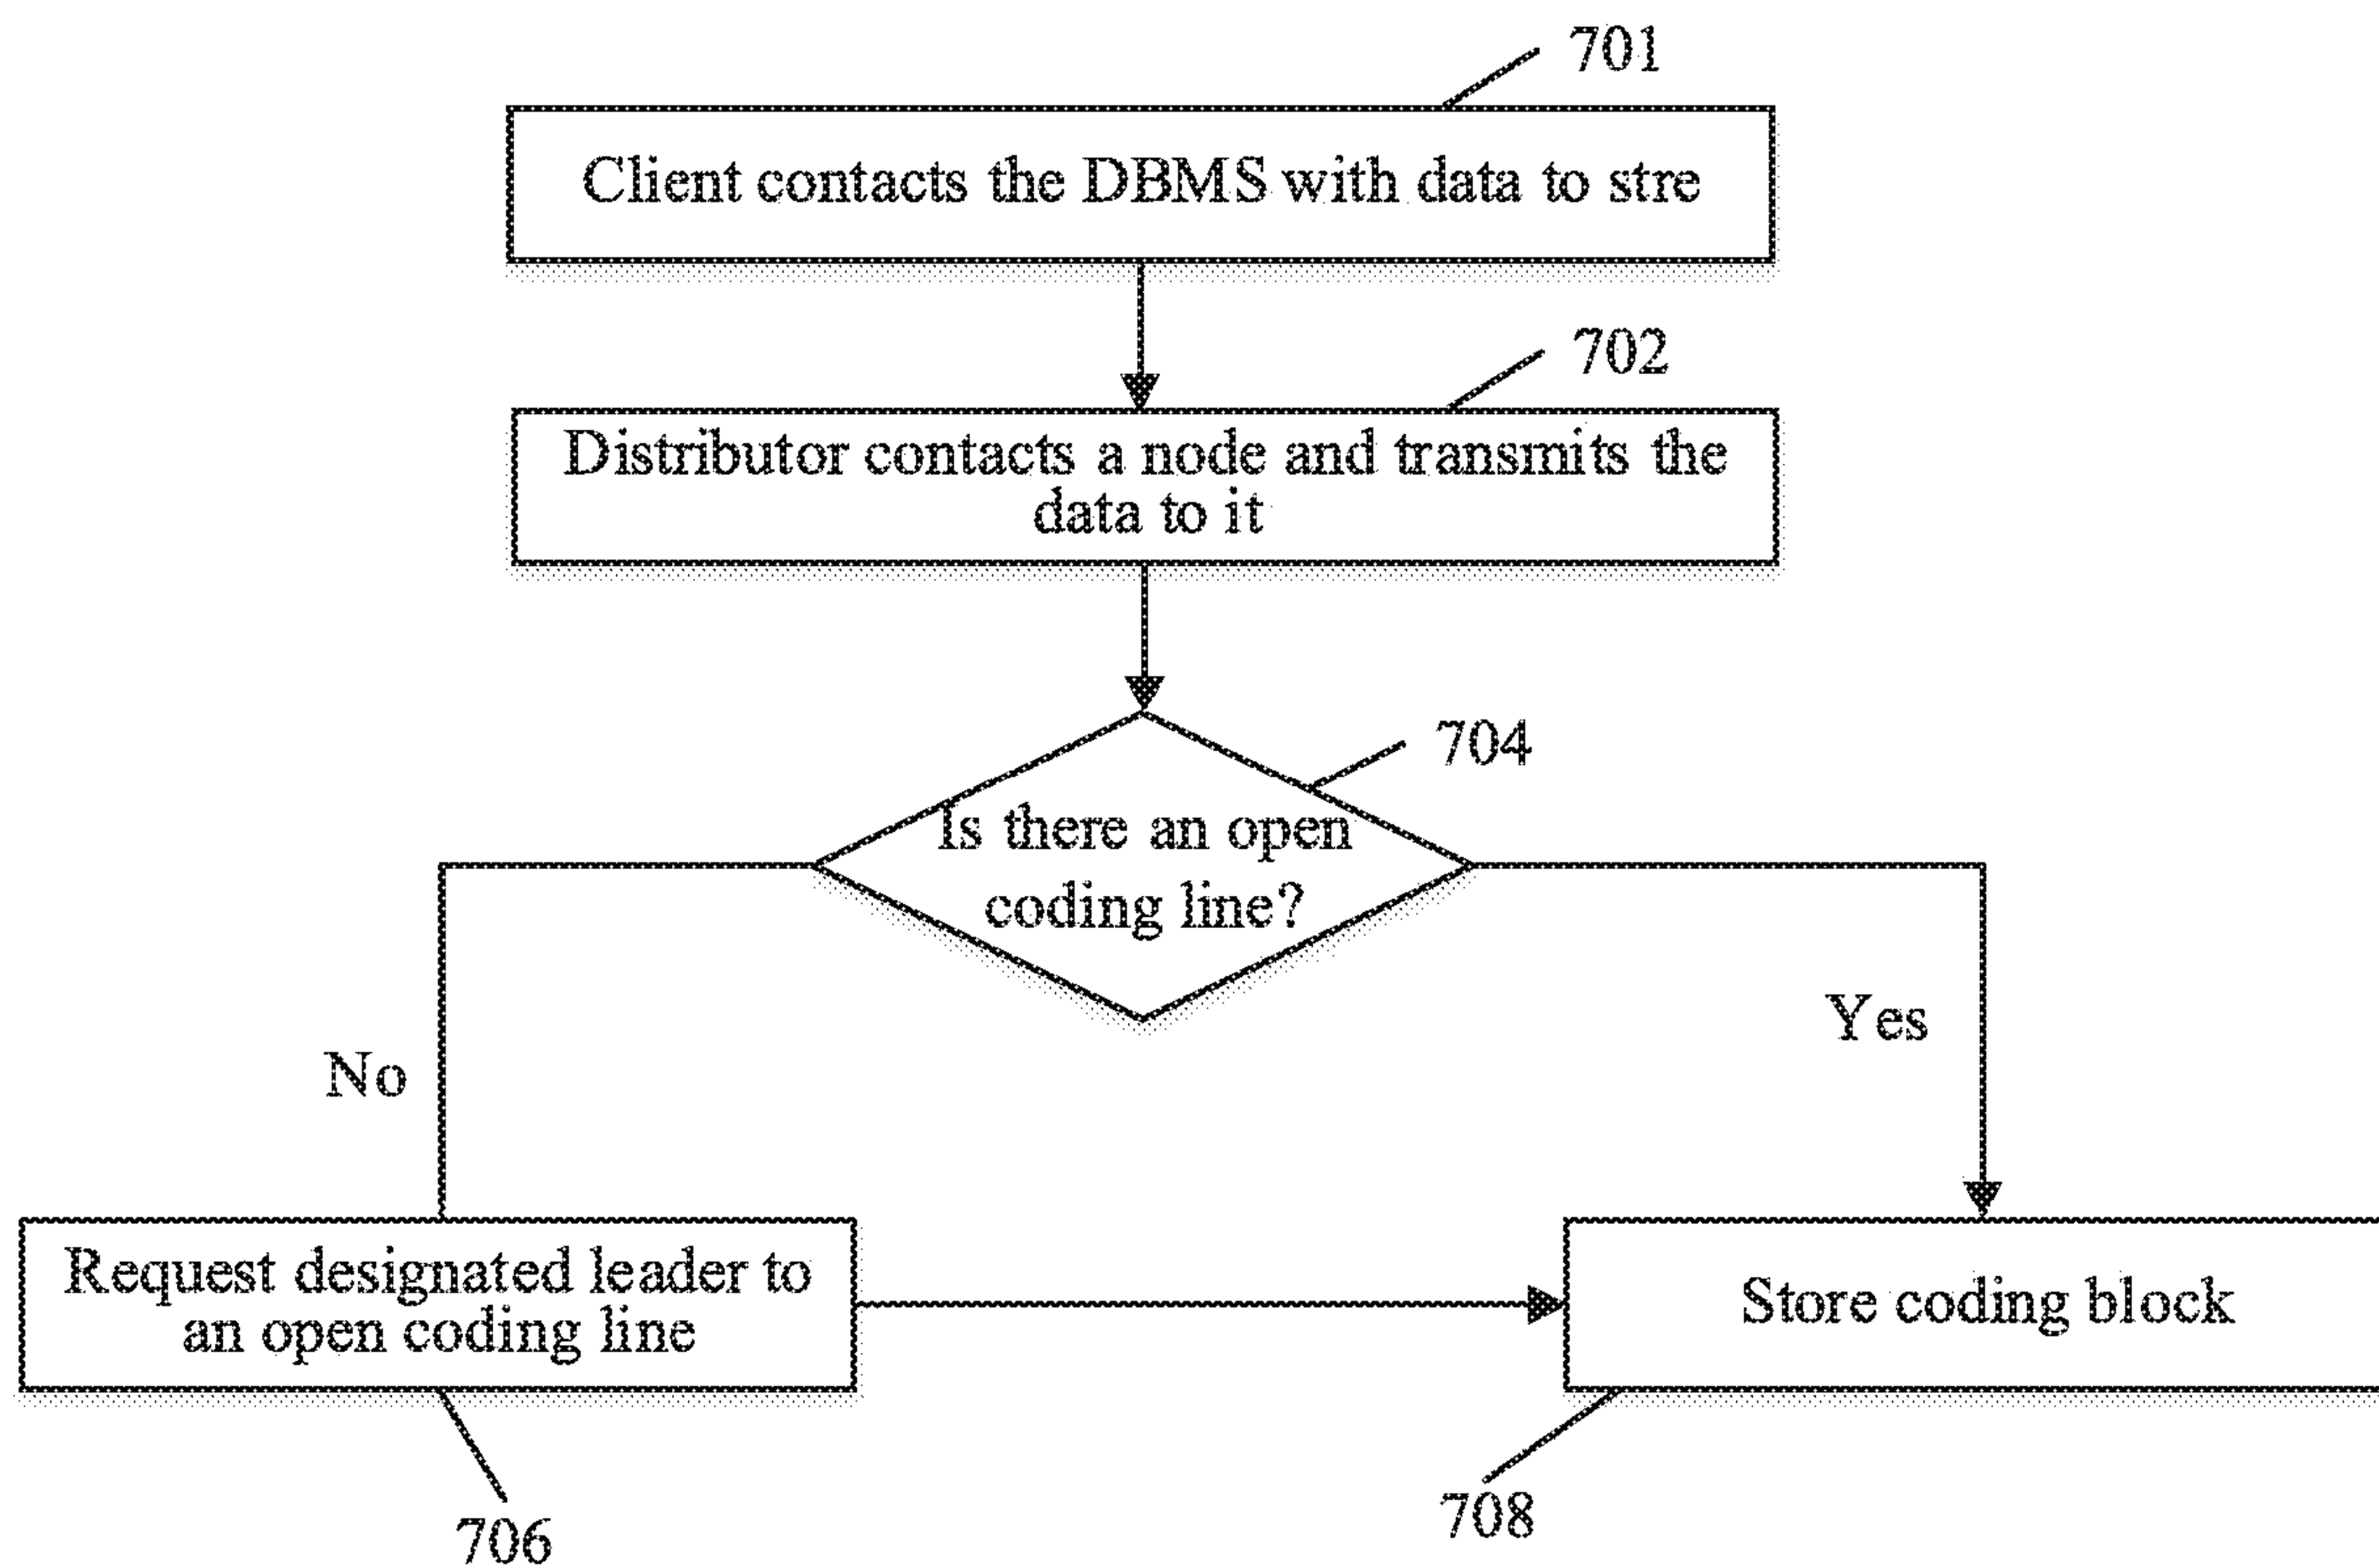 701
Client contacts the DBMS with data to stre
702
Distributor contacts a node and transmits the
data to it
704
Is there an open
coding line?
No
Yes
Request designated leader to
an open coding line
Store coding block
706
708